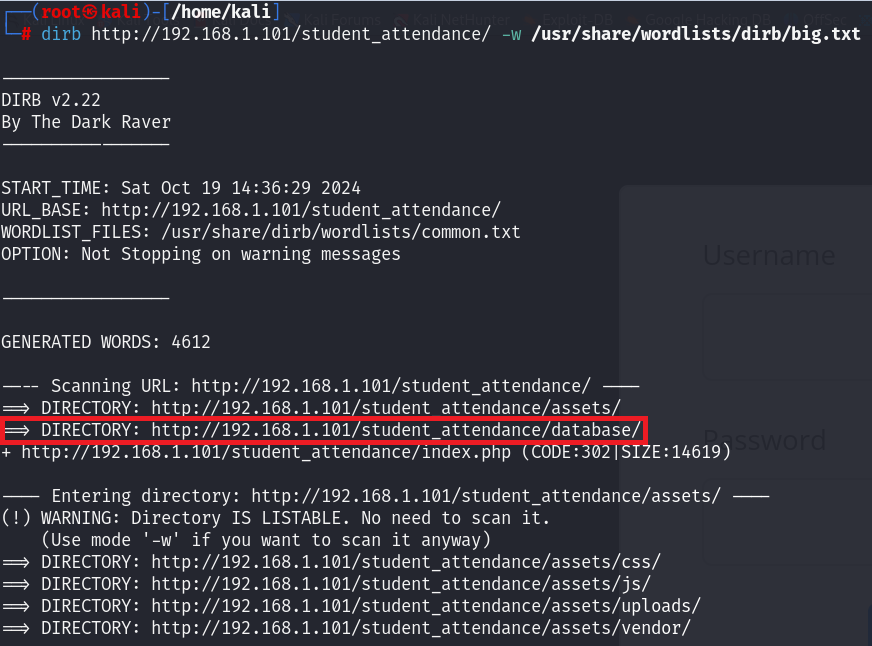 ┌──(root㉿kali)-[/home/kali]
└─# dirb http://192.168.1.101/student_attendance/ -w /usr/share/wordlists/dirb/big.txt
-----------------
DIRB v2.22
By The Dark Raver
-----------------
START_TIME: Sat Oct 19 14:36:29 2024
URL_BASE: http://192.168.1.101/student_attendance/
WORDLIST_FILES: /usr/share/dirb/wordlists/common.txt
OPTION: Not Stopping on warning messages
-----------------
GENERATED WORDS: 4612
---- Scanning URL: http://192.168.1.101/student_attendance/ ----
==> DIRECTORY: http://192.168.1.101/student_attendance/assets/
==> DIRECTORY: http://192.168.1.101/student_attendance/database/
+ http://192.168.1.101/student_attendance/index.php (CODE:302|SIZE:14619)
---- Entering directory: http://192.168.1.101/student_attendance/assets/ ----
(!) WARNING: Directory IS LISTABLE. No need to scan it.
(Use mode '-w' if you want to scan it anyway)
==> DIRECTORY: http://192.168.1.101/student_attendance/assets/css/
==> DIRECTORY: http://192.168.1.101/student_attendance/assets/js/
==> DIRECTORY: http://192.168.1.101/student_attendance/assets/uploads/
==> DIRECTORY: http://192.168.1.101/student_attendance/assets/vendor/
Username
Password